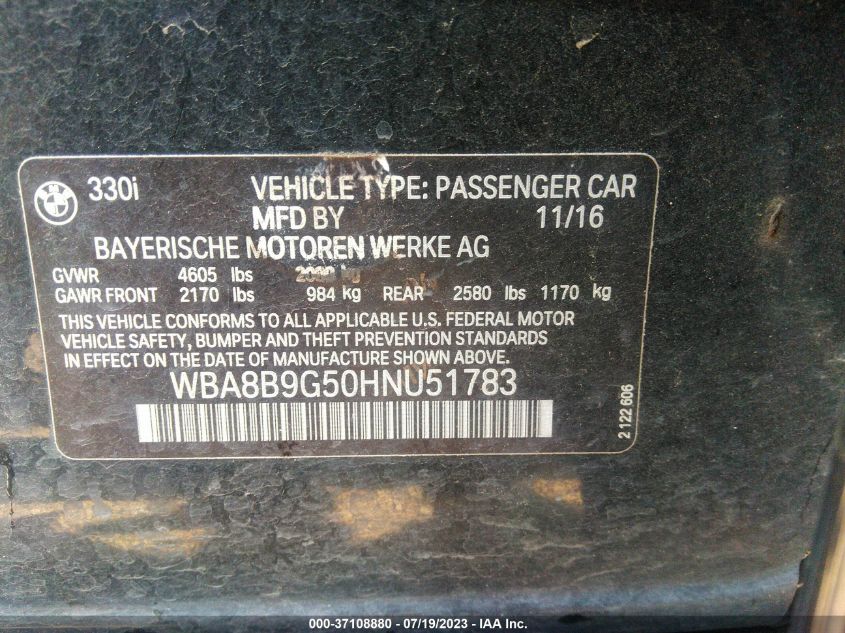 330i VEHICLE TYPE: PASSENGER CAR
MFD BY 11/16
BAYERISCHE MOTOREN WERKE AG
GVWR 4605 lbs kg
GAWR FRONT 2170 lbs 984 kg REAR 2580 lbs 1170 kg
THIS VEHICLE CONFORMS TO ALL APPLICABLE U.S. FEDERAL MOTOR
VEHICLE SAFETY, BUMPER AND THEFT PREVENTION STANDARDS
IN EFFECT ON THE DATE OF MANUFACTURE SHOWN ABOVE.
WBA8B9G50HNU51783
2 122 606
000-37108880 - 07/19/2023 - IAA Inc.